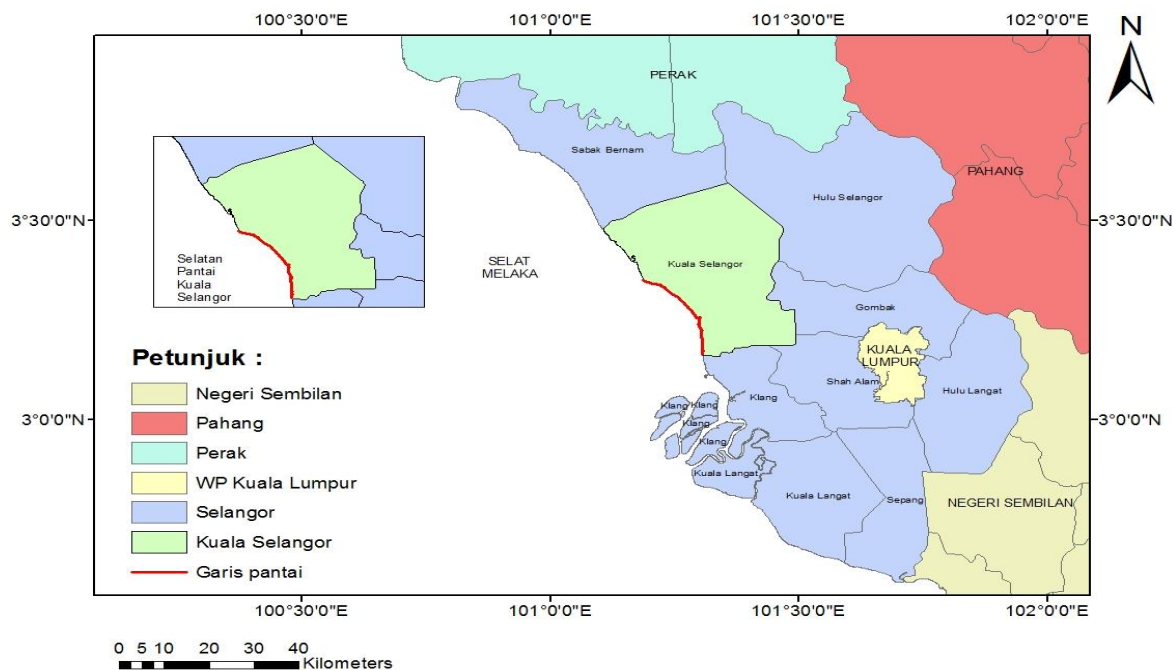 100°30'0"E 101°0'0"E 101°30'0"E 102°0'0"E
N
PERAK
Sabak Bernam
PAHANG
Hulu Selangor
3°30'0"N 3°30'0"N
SELAT
MELAKA
Kuala Selangor
Selatan
Pantai
Kuala
Selangor
Gombak
KUALA
LUMPUR
Shah Alam
Hulu Langat
Petunjuk :
Negeri Sembilan
Pahang
Perak
WP Kuala Lumpur
Selangor
Kuala Selangor
Garis pantai
Klang Klang
Klang
Klang
Klang
3°0'0"N 3°0'0"N
Kuala Langat
Kuala Langat
Sepang
NEGERI SEMBILAN
100°30'0"E 101°0'0"E 101°30'0"E 102°0'0"E
0 5 10 20 30 40
Kilometers